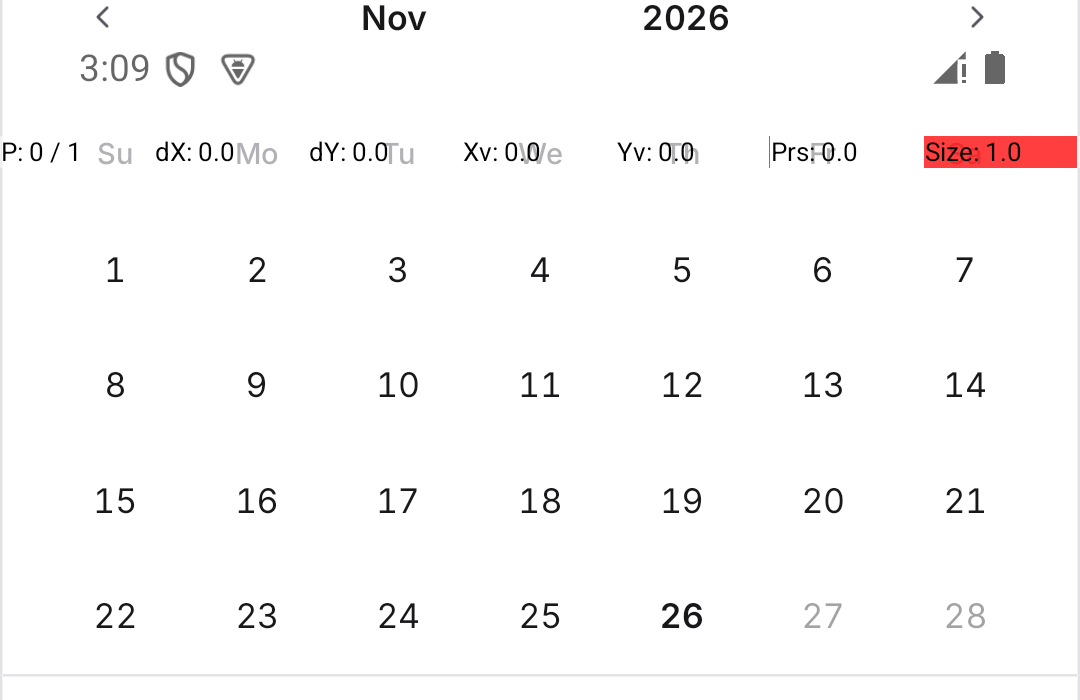 Nov 2026
3:09
P: 0 / 1 dX: 0.0 dY: 0.0 Xv: 0.0 Yv: 0.0 Prs: 0.0 Size: 1.0
Su Mo Tu We Th Fr
1 2 3 4 5 6 7
8 9 10 11 12 13 14
15 16 17 18 19 20 21
22 23 24 25 26 27 28